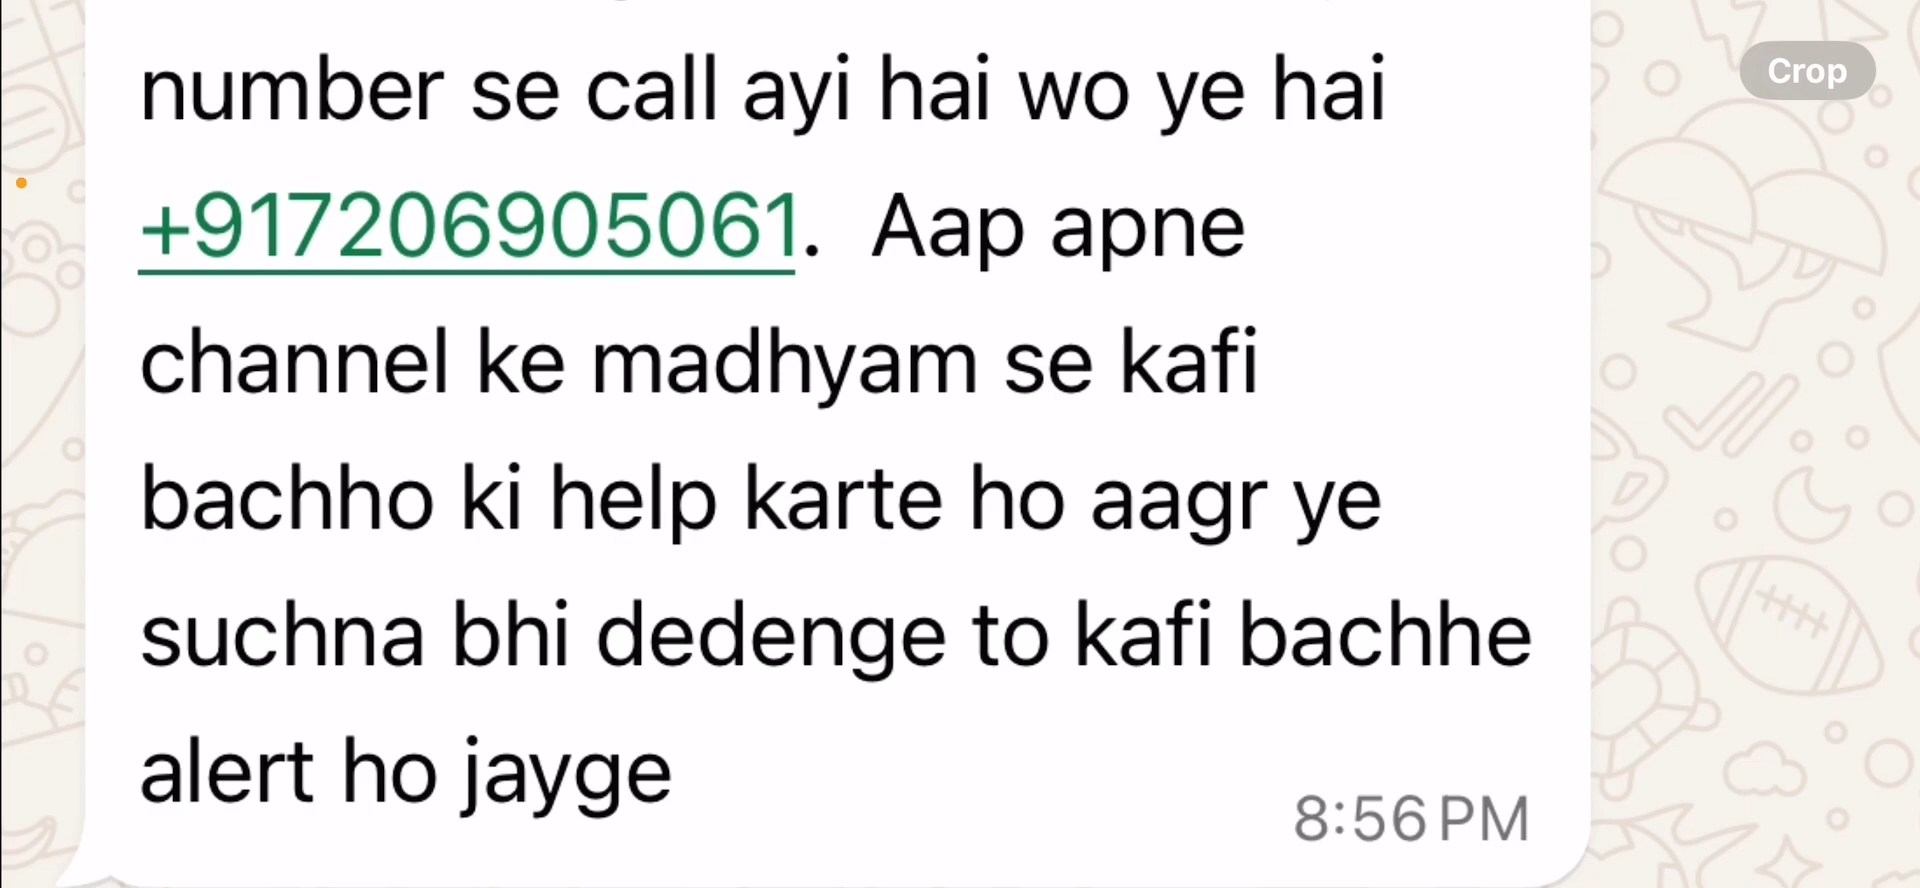 number se call ayi hai wo ye hai
+917206905061.  Aap apne
channel ke madhyam se kafi
bachho ki help karte ho aagr ye
suchna bhi dedenge to kafi bachhe
alert ho jayge
8:56 PM
Crop